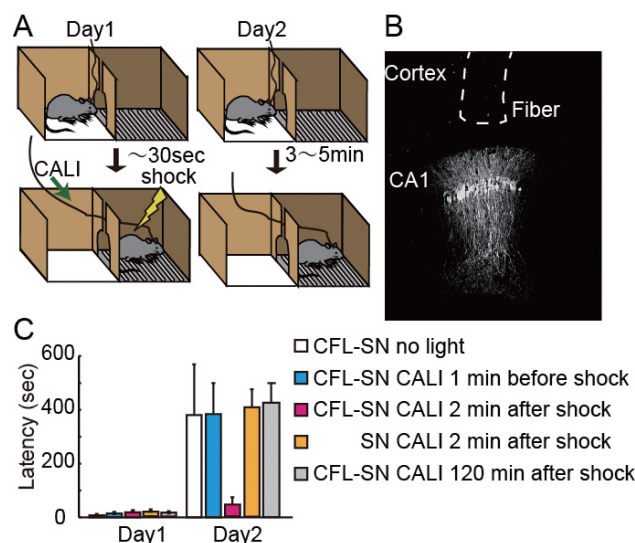 A
Day1
Day2
~30sec
shock
3~5min
CALI
B
Cortex
Fiber
CA1
C
Latency (sec)
600
400
200
0
Day1
Day2
CFL-SN no light
CFL-SN CALI 1 min before shock
CFL-SN CALI 2 min after shock
SN CALI 2 min after shock
CFL-SN CALI 120 min after shock